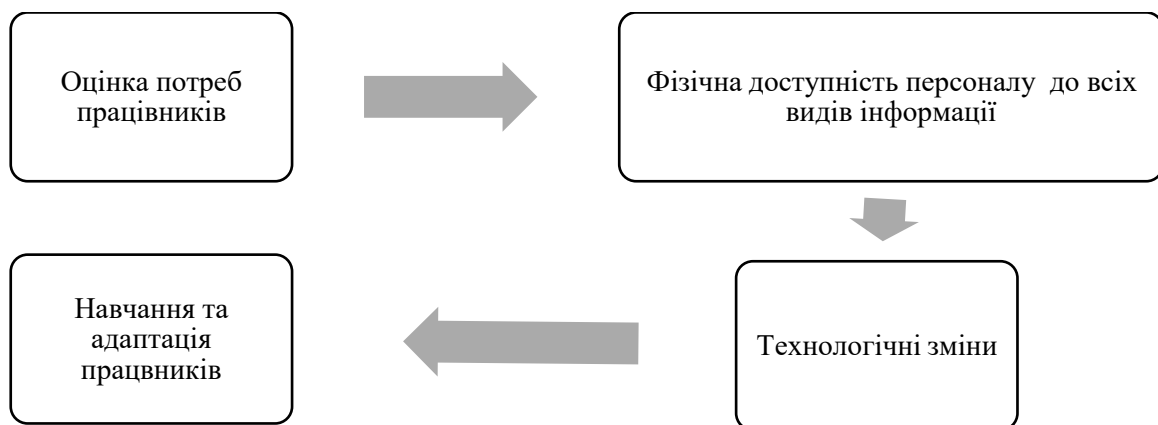 Оцінка потреб
працівників
Фізічна доступність персоналу до всіх
видів інформації
Технологічні зміни
Навчання та
адаптація
працвників